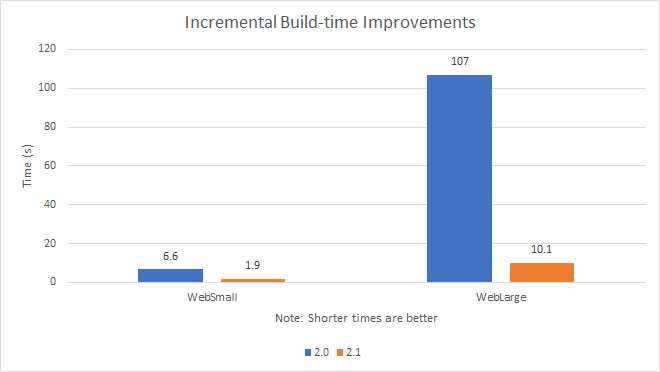 Incremental Build-time Improvements
120
100
80
60
40
20
0
Time (s)
6.6
1.9
107
10.1
WebSmall
WebLarge
Note: Shorter times are better
2.0
2.1